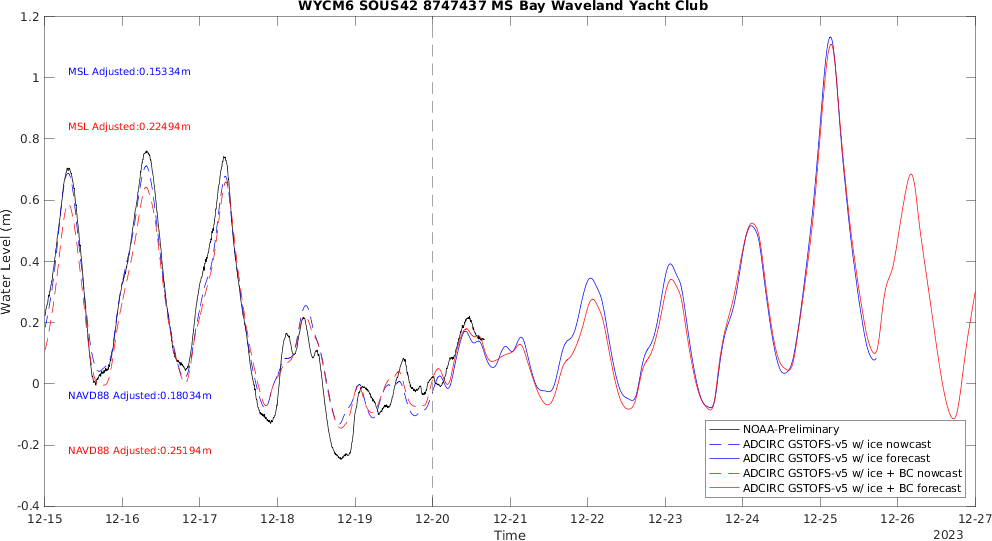 WYCM6 SOUS42 8747437 MS Bay Waveland Yacht Club
1.2
1
0.8
0.6
0.4
0.2
0
-0.2
-0.4
Water Level (m)
MSL Adjusted:0.15334m
MSL Adjusted:0.22494m
NAVD88 Adjusted:0.18034m
NAVD88 Adjusted:0.25194m
NOAA-Preliminary
ADCIRC GSTOFS-v5 w/ ice nowcast
ADCIRC GSTOFS-v5 w/ ice forecast
ADCIRC GSTOFS-v5 w/ ice + BC nowcast
ADCIRC GSTOFS-v5 w/ ice + BC forecast
12-15 12-16 12-17 12-18 12-19 12-20 12-21 12-22 12-23 12-24 12-25 12-26 12-27
Time
2023